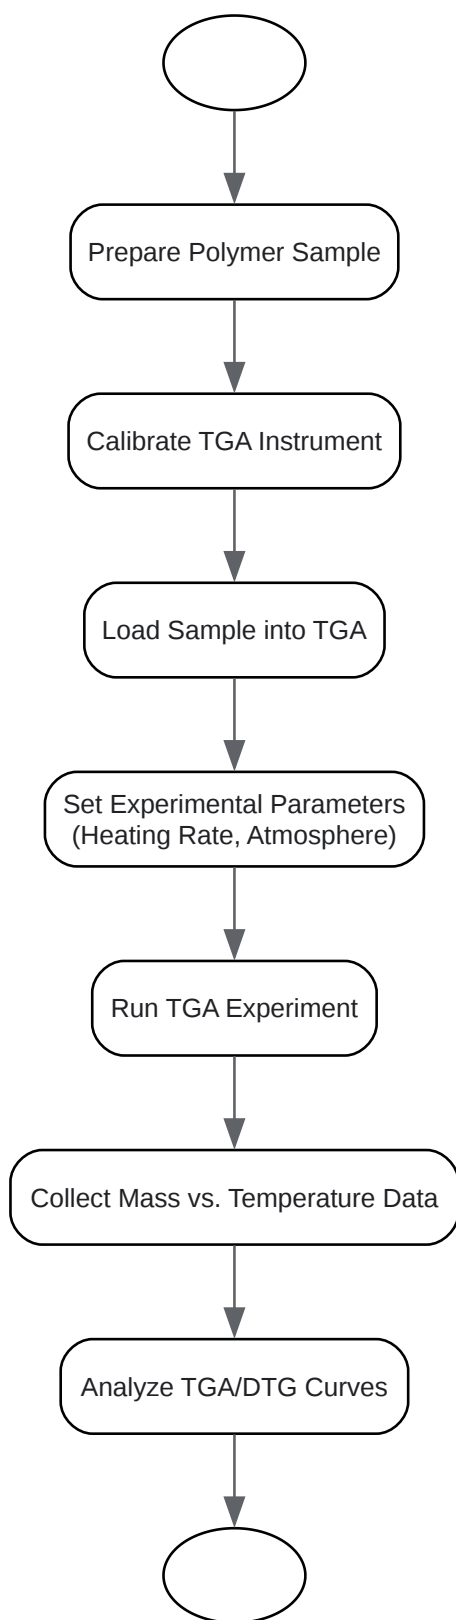 Prepare Polymer Sample
Calibrate TGA Instrument
Load Sample into TGA
Set Experimental Parameters
(Heating Rate, Atmosphere)
Run TGA Experiment
Collect Mass vs. Temperature Data
Analyze TGA/DTG Curves